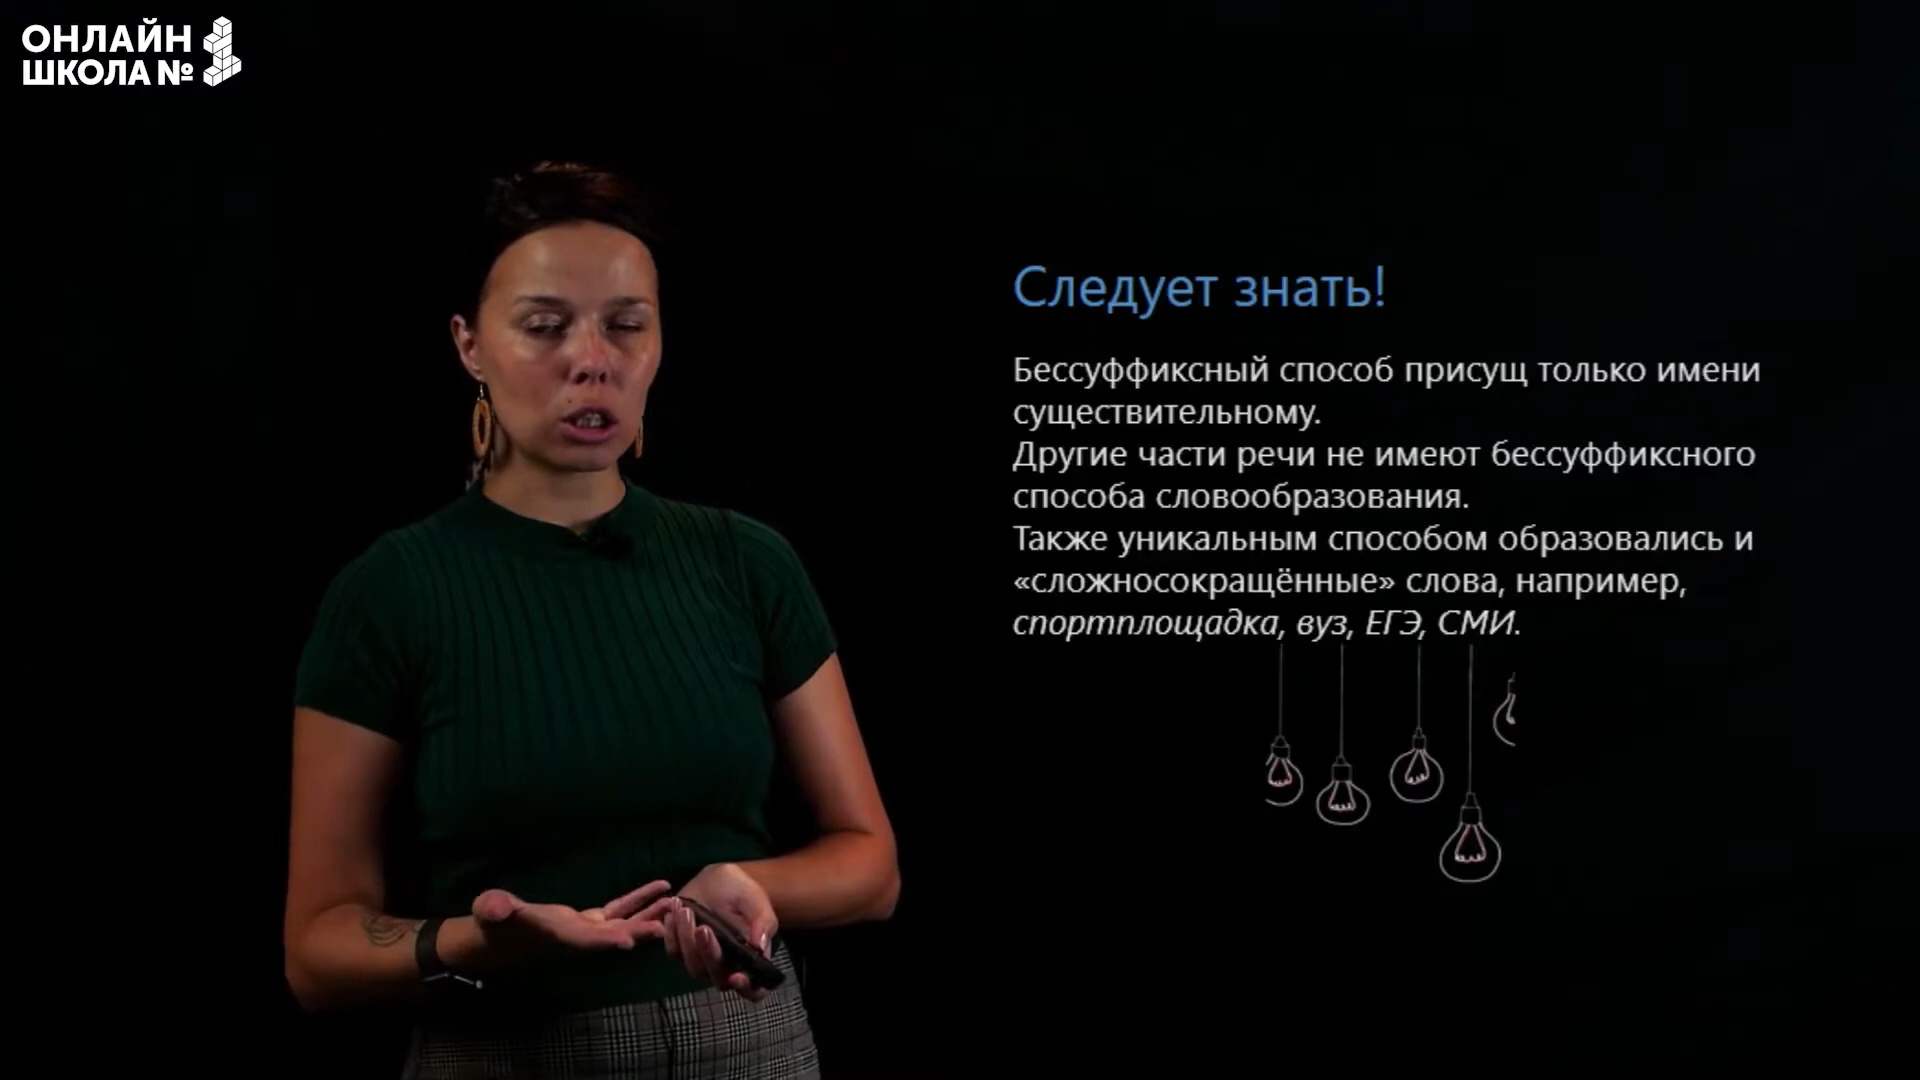 ОНЛАЙН
ШКОЛА №
Следует знать!
Бессуффиксный способ присущ только имени
существительному.
Другие части речи не имеют бессуффиксного
способа словообразования.
Также уникальным способом образовались и
«сложносокращённые» слова, например,
спортплощадка, вуз, ЕГЭ, СМИ.